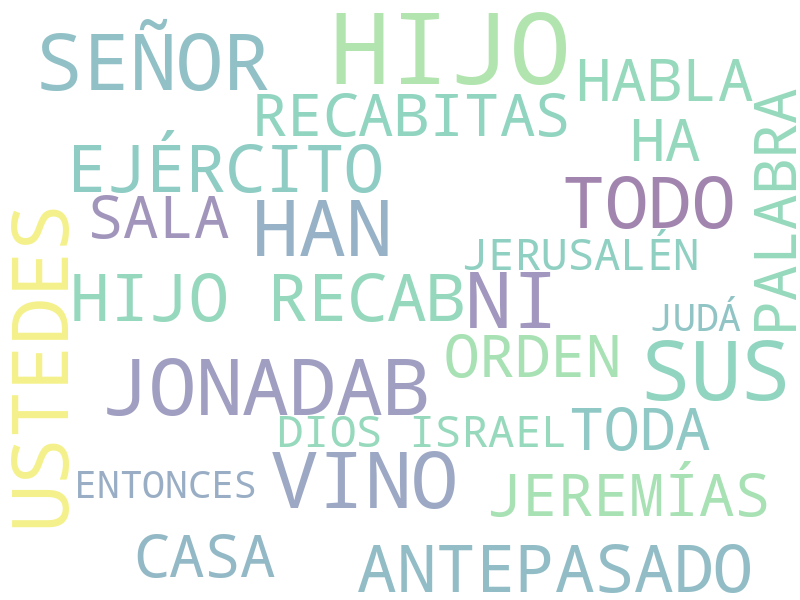 SEÑOR
HIJO
HABLA
RECABITAS
HA
PALABRA
EJÉRCITO
TODO
SALA
HAN
USTEDES
JERUSALÉN
HIJO RECAB
NI
JUDÁ
ORDEN
SUS
JONADAB
DIOS ISRAEL
TODA
VINO
ENTONCES
JEREMÍAS
CASA
ANTEPASADO